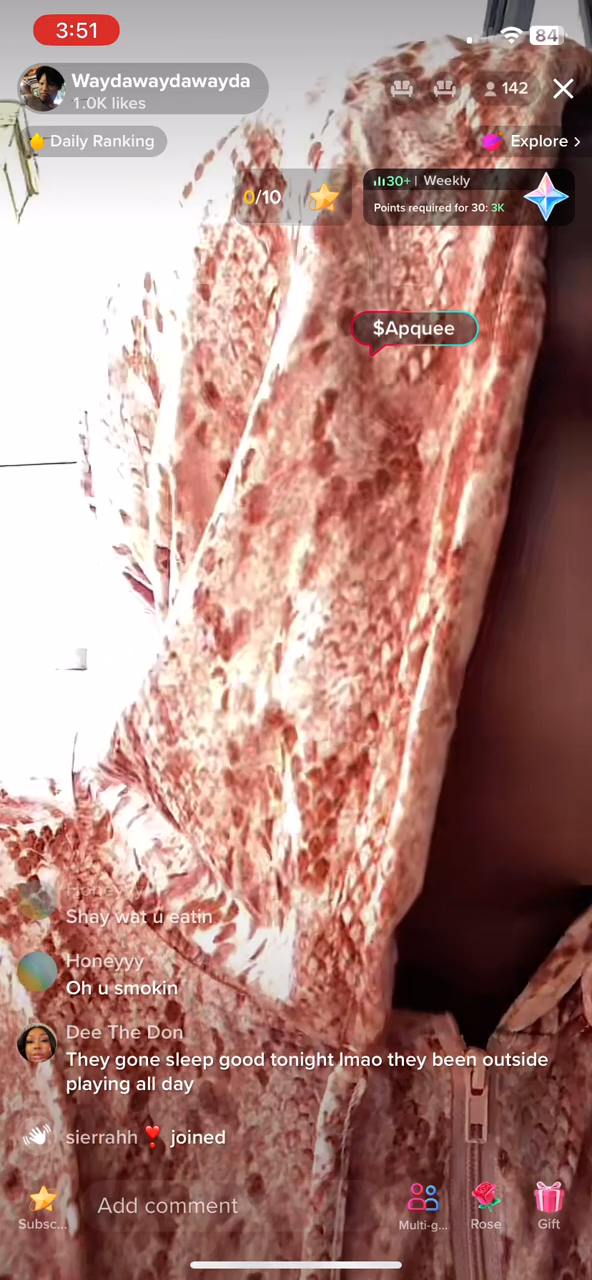 3:51
84
Waydawaydawayda
1.0K likes
142
Daily Ranking
Explore >
0/10
30+ | Weekly
Points required for 30: 3K
$Apquee
Honeyyy
Shay wat u eatin
Honeyyy
Oh u smokin
Dee The Don
They gone sleep good tonight lmao they been outside
playing all day
sierrahh❣️ joined
Add comment
Subsc...
Multi-g...
Rose
Gift